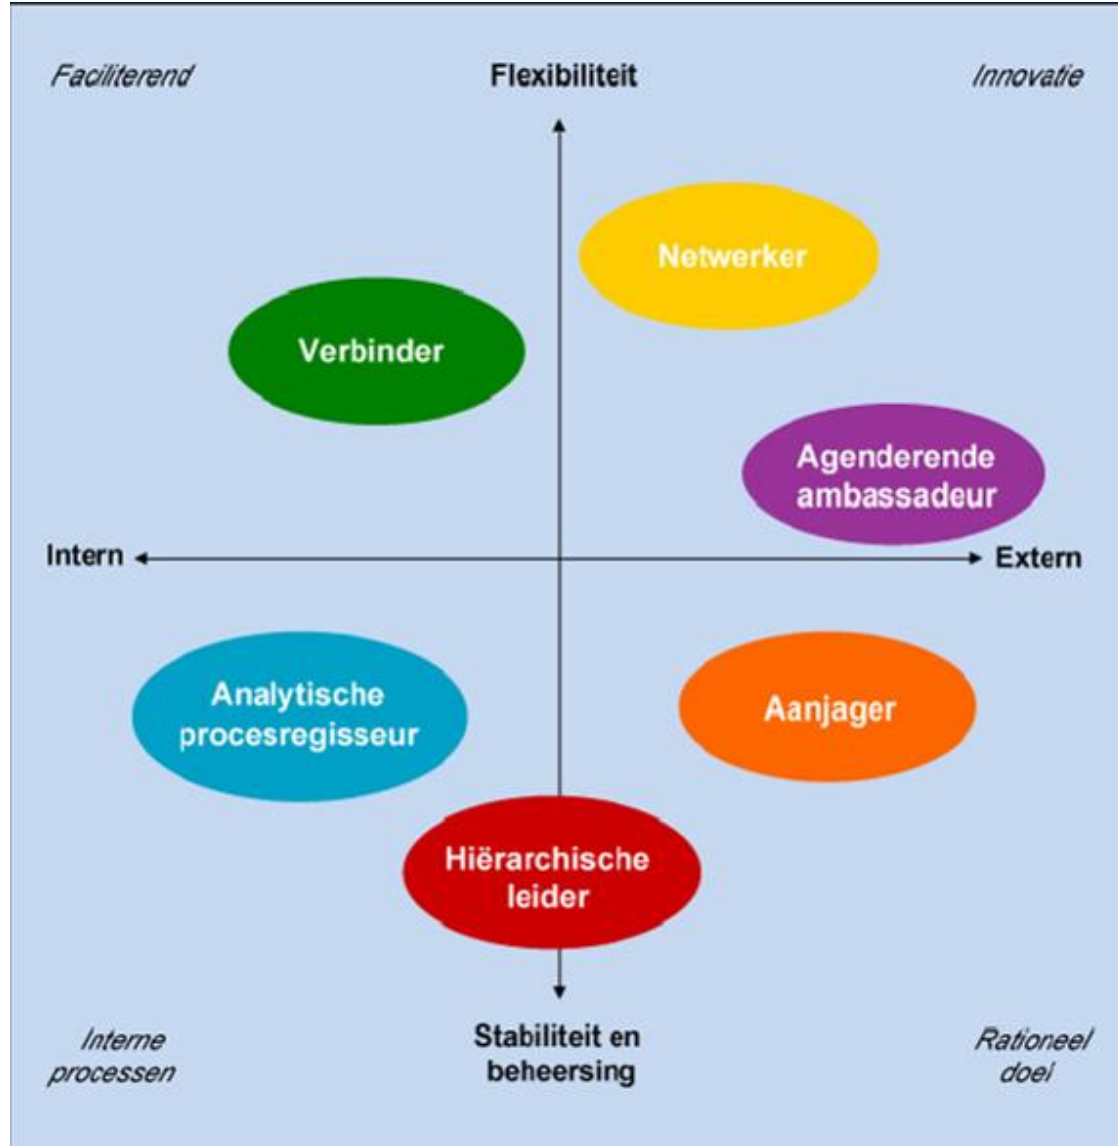 Faciliterend
Flexibiliteit
Innovatie
Netwerker
Verbinder
Agenderende
ambassadeur
Intern
Extern
Analytische
procesregisseur
Aanjager
Hiërarchische
leider
Interne
processen
Stabiliteit en
beheersing
Rationeel
doel